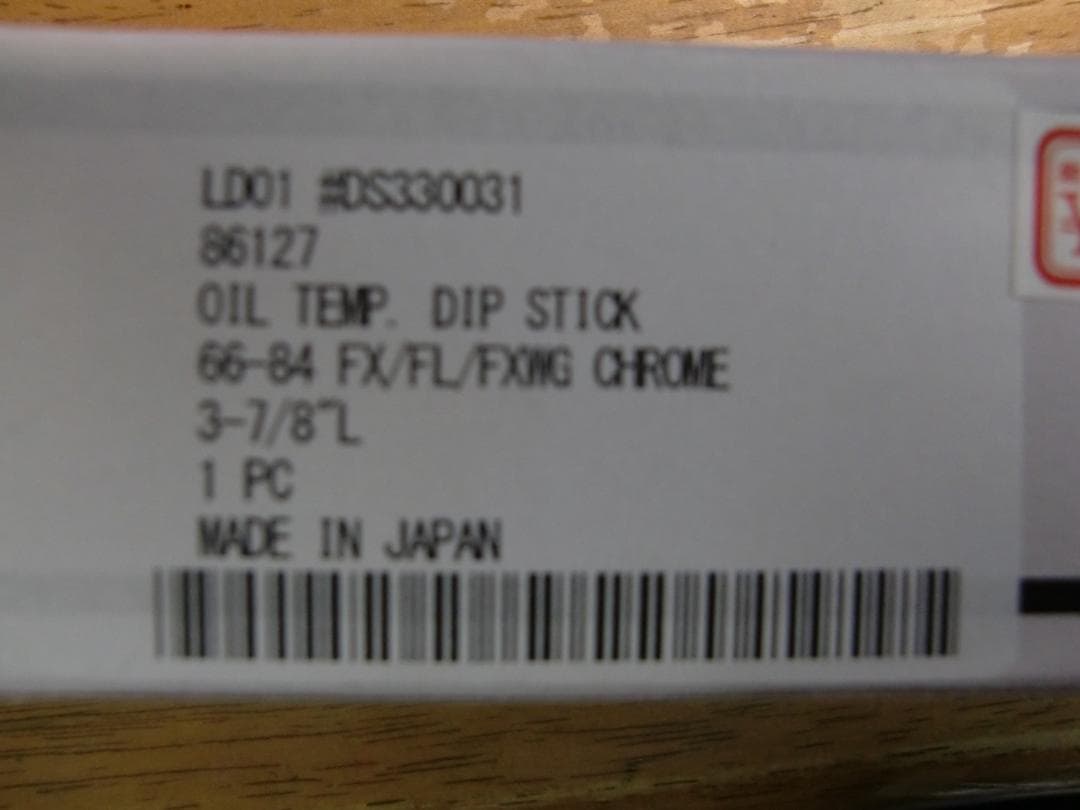 LD01 #DS330031
86127
OIL TEMP. DIP STICK
66-84 FX/FL/FXWG CHROME
3-7/8"L
1 PC
MADE IN JAPAN